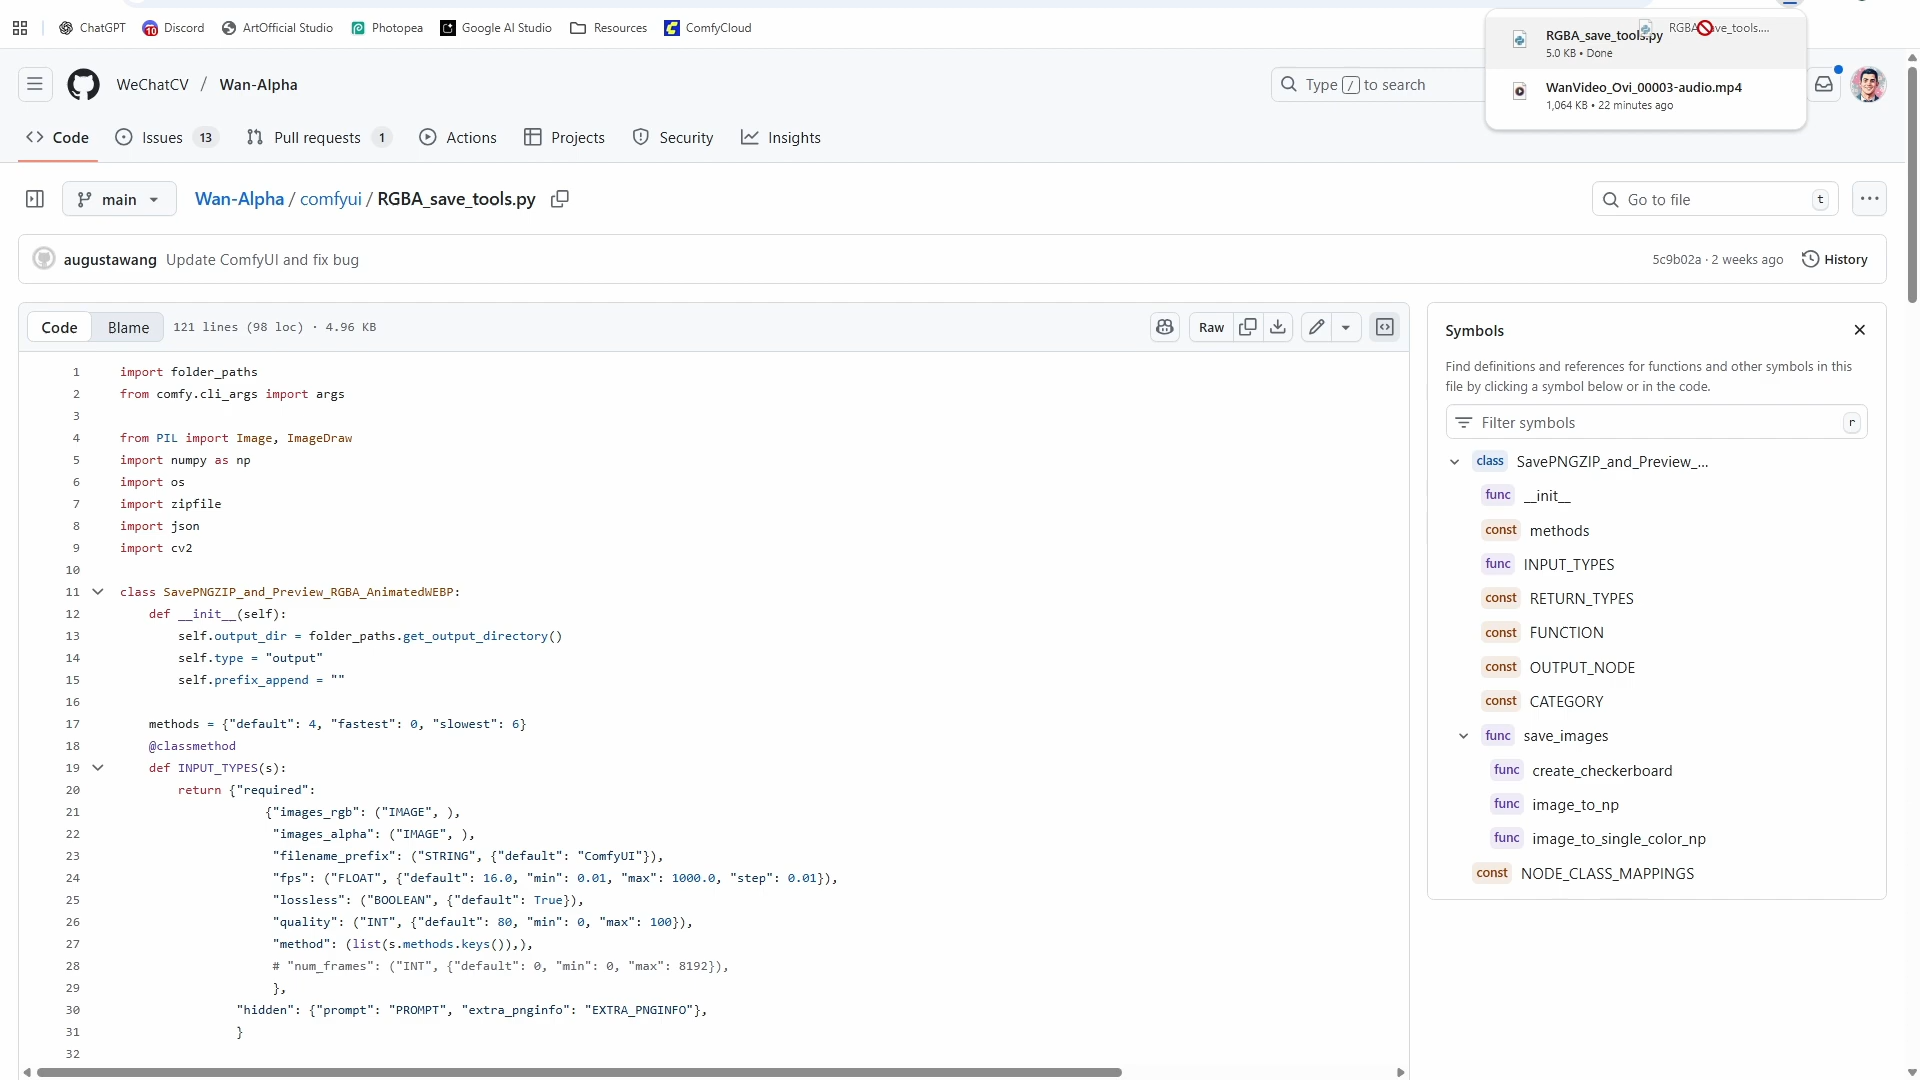 ChatGPT
10 Discord
ArtOfficial Studio
Photopea
Google AI Studio
Resources
ComfyCloud
RGBA_save_tools.py
5.0 KB • Done
WanVideo_Ovi_00003-audio.mp4
1,064 KB • 22 minutes ago
WeChatCV / Wan-Alpha
Type / to search
Code
Issues 13
Pull requests 1
Actions
Projects
Security
Insights
main
Wan-Alpha / comfyui / RGBA_save_tools.py
Go to file t
augustawang Update ComfyUI and fix bug
5c9b02a · 2 weeks ago
History
Code Blame 121 lines (98 loc) · 4.96 KB
Raw
1 import folder_paths
2 from comfy.cli_args import args
3
4 from PIL import Image, ImageDraw
5 import numpy as np
6 import os
7 import zipfile
8 import json
9 import cv2
10
11 class SavePNGZIP_and_Preview_RGBA_AnimatedWEBP:
12 def __init__(self):
13 self.output_dir = folder_paths.get_output_directory()
14 self.type = "output"
15 self.prefix_append = ""
16
17 methods = {"default": 4, "fastest": 0, "slowest": 6}
18 @classmethod
19 def INPUT_TYPES(s):
20 return {"required":
21 {"images_rgb": ("IMAGE", ),
22 "images_alpha": ("IMAGE", ),
23 "filename_prefix": ("STRING", {"default": "ComfyUI"}),
24 "fps": ("FLOAT", {"default": 16.0, "min": 0.01, "max": 1000.0, "step": 0.01}),
25 "lossless": ("BOOLEAN", {"default": True}),
26 "quality": ("INT", {"default": 80, "min": 0, "max": 100}),
27 "method": (list(s.methods.keys()),),
28 # "num_frames": ("INT", {"default": 0, "min": 0, "max": 8192}),
29 },
30 "hidden": {"prompt": "PROMPT", "extra_pnginfo": "EXTRA_PNGINFO"},
31 }
32
Symbols
Find definitions and references for functions and other symbols in this
file by clicking a symbol below or in the code.
Filter symbols r
class SavePNGZIP_and_Preview_...
func __init__
const methods
func INPUT_TYPES
const RETURN_TYPES
const FUNCTION
const OUTPUT_NODE
const CATEGORY
func save_images
func create_checkerboard
func image_to_np
func image_to_single_color_np
const NODE_CLASS_MAPPINGS